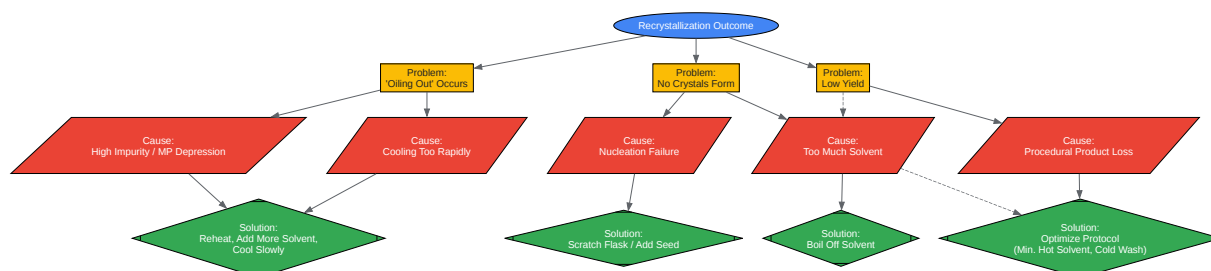 Recrystallization Outcome
Problem:
'Oiling Out' Occurs
Problem:
No Crystals Form
Problem:
Low Yield
Cause:
High Impurity / MP Depression
Cause:
Cooling Too Rapidly
Cause:
Nucleation Failure
Cause:
Too Much Solvent
Cause:
Procedural Product Loss
Solution:
Reheat, Add More Solvent,
Cool Slowly
Solution:
Scratch Flask / Add Seed
Solution:
Boil Off Solvent
Solution:
Optimize Protocol
(Min. Hot Solvent, Cold Wash)